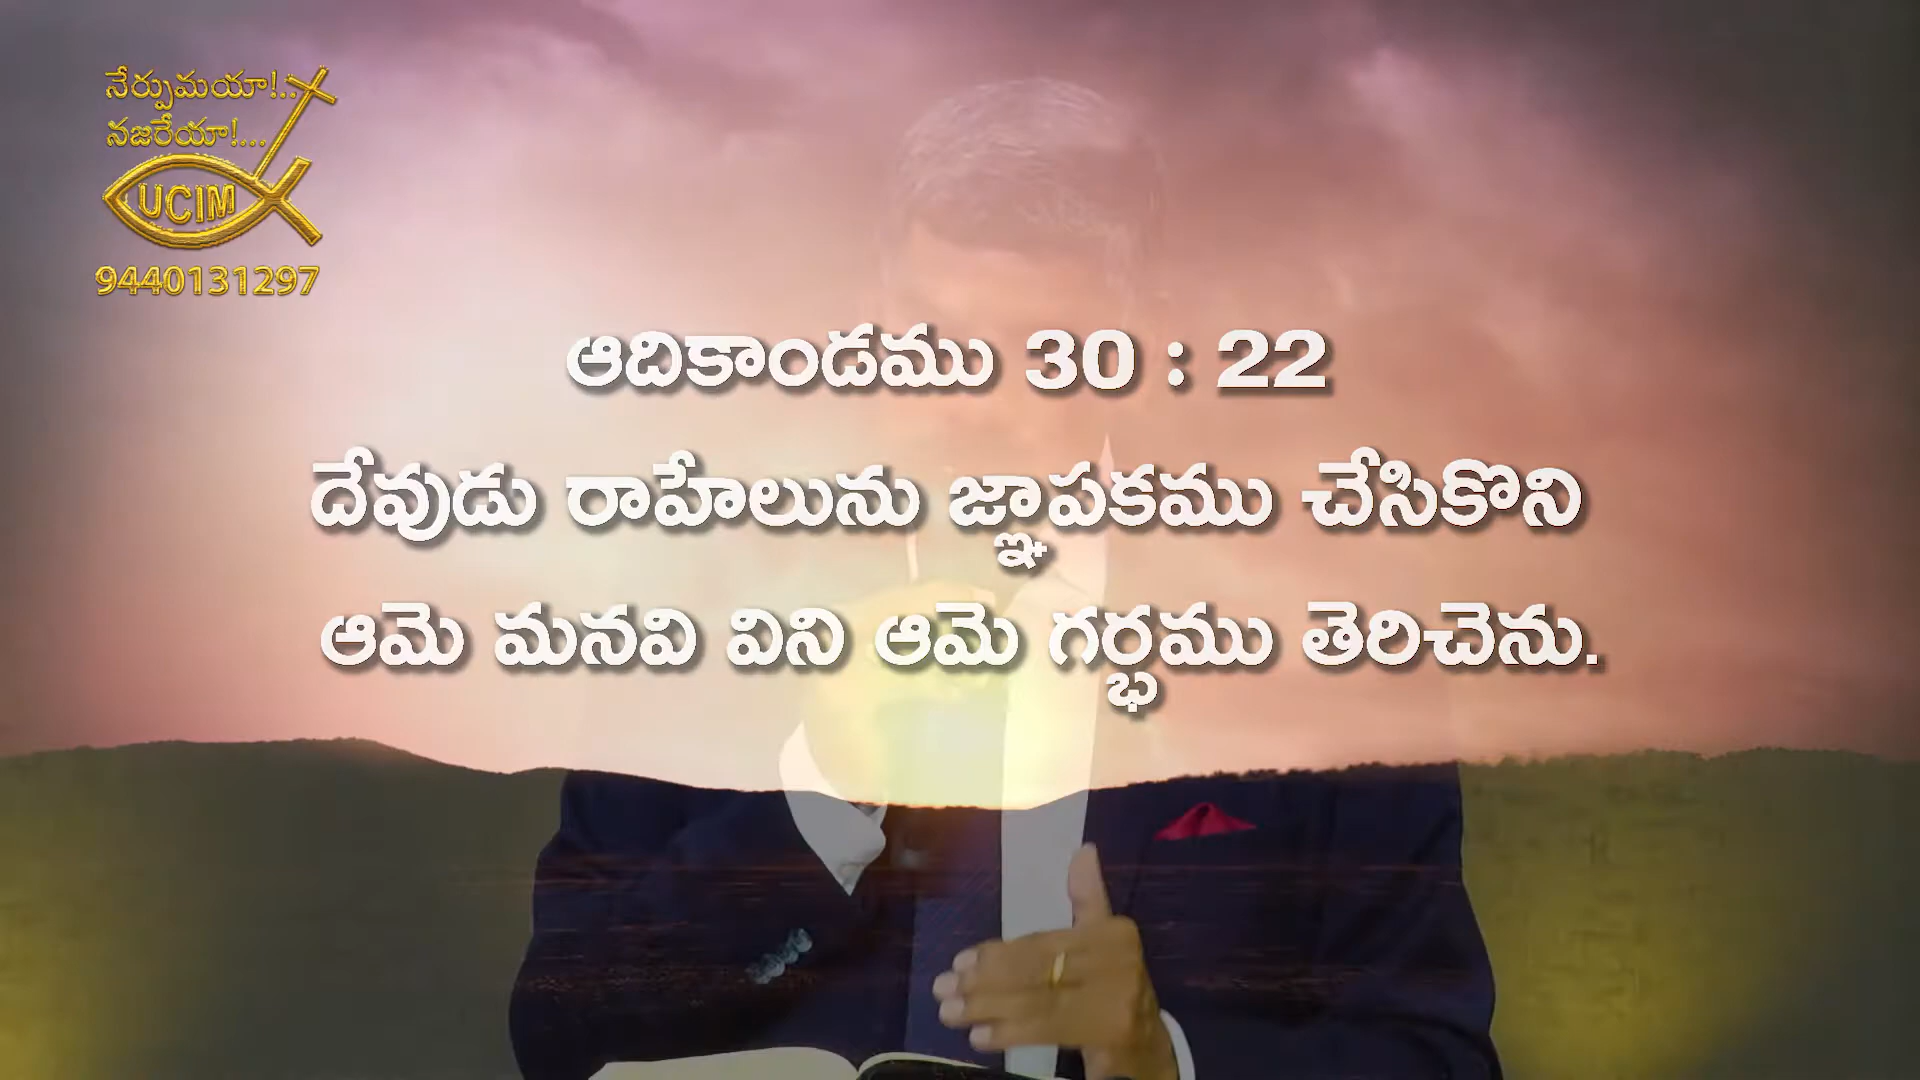 నేర్పుమయా!..
నజరేయా!...
UCIM
9440131297
ఆదికాండము 30 : 22
దేవుడు రాహేలును జ్ఞాపకము చేసికొని
ఆమె మనవి విని ఆమె గర్భము తెరిచెను.